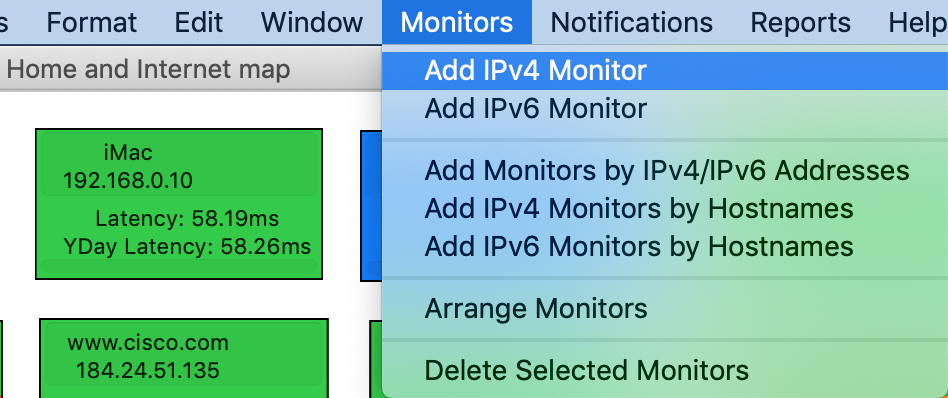 s Format Edit Window Monitors Notifications Reports Help
Home and Internet map
Add IPv4 Monitor
Add IPv6 Monitor
Add Monitors by IPv4/IPv6 Addresses
Add IPv4 Monitors by Hostnames
Add IPv6 Monitors by Hostnames
Arrange Monitors
Delete Selected Monitors
iMac
192.168.0.10
Latency: 58.19ms
YDay Latency: 58.26ms
www.cisco.com
184.24.51.135